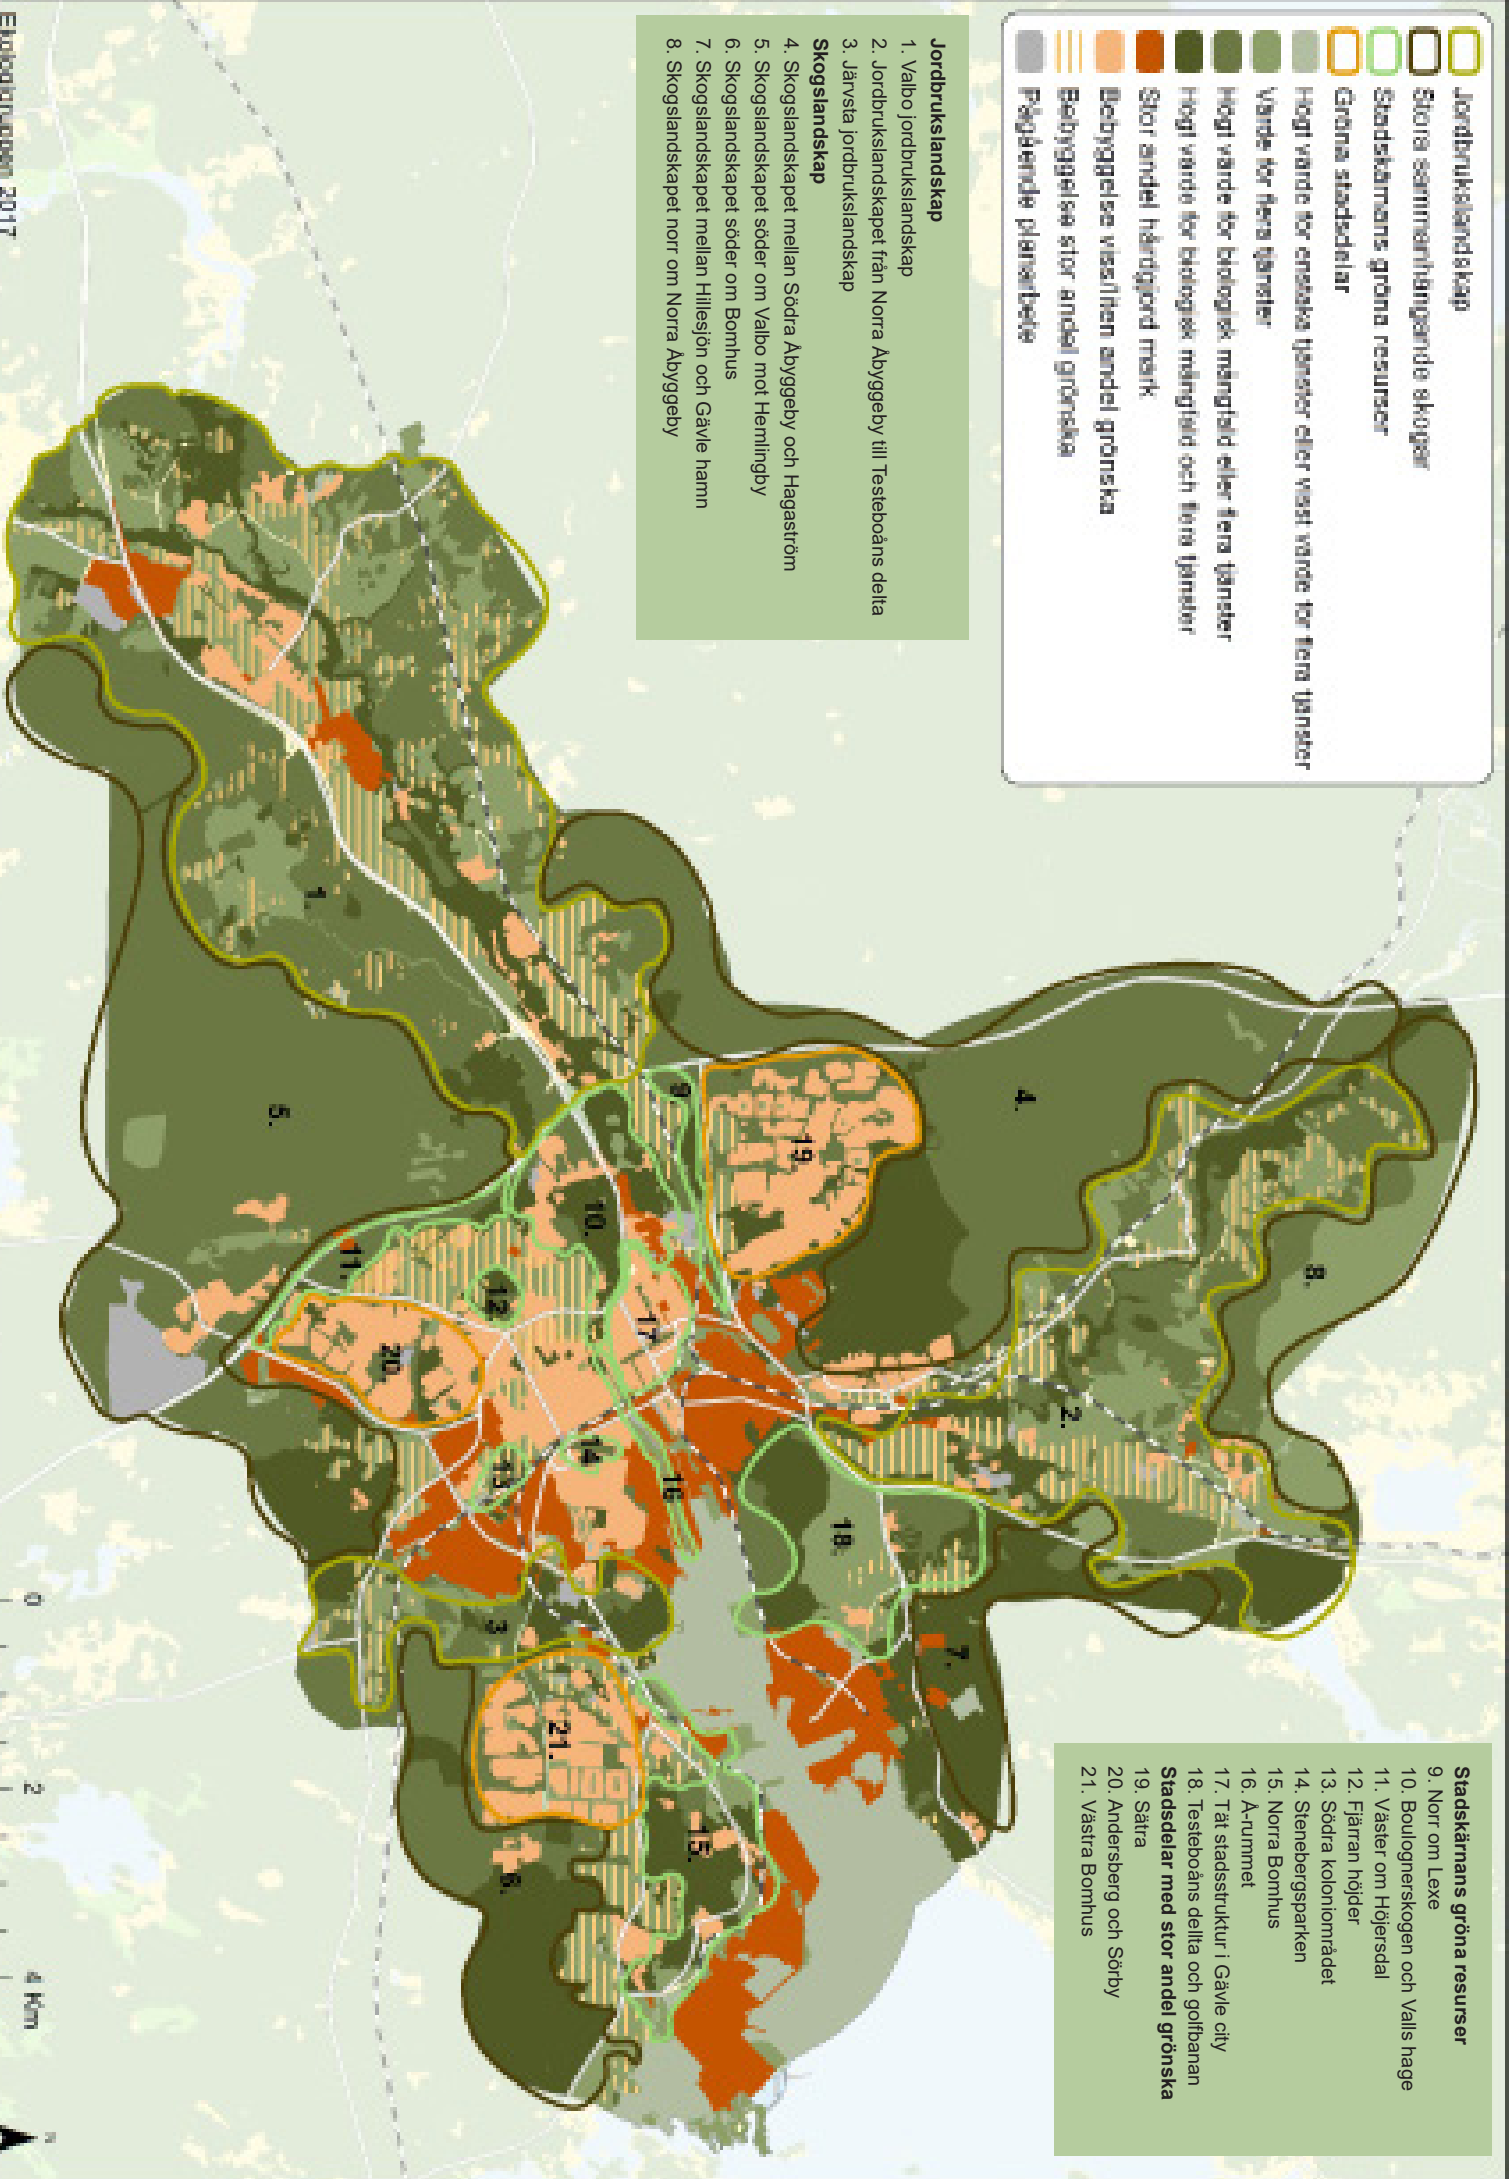 Jordbrukslandskap
Stora sammanhängande skogar
Stadskärnans gröna resurser
Gröna stadsdelar
Högt värde för enstaka tjänster eller visst värde för flera tjänster
Värde för flera tjänster
Högt värde för biologisk mångfald eller flera tjänster
Högt värde för biologisk mångfald och flera tjänster
Stor andel hårdgjord mark
Bebyggelse viss/liten andel grönska
Bebyggelse stor andel grönska
Pågående planarbete
Jordbrukslandskap
1. Valbo jordbrukslandskap
2. Jordbrukslandskapet från Norra Åbyggeby till Testeboåns delta
3. Järvsta jordbrukslandskap
Skogslandskap
4. Skogslandskapet mellan Södra Åbyggeby och Hagaström
5. Skogslandskapet söder om Valbo mot Hemlingby
6. Skogslandskapet söder om Bomhus
7. Skogslandskapet mellan Hillesjön och Gävle hamn
8. Skogslandskapet norr om Norra Åbyggeby
Stadskärnans gröna resurser
9. Norr om Lexe
10. Boulognerskogen och Valls hage
11. Väster om Höjersdal
12. Fjärran höjder
13. Södra koloniområdet
14. Stenebergsparken
15. Norra Bomhus
16. Å-rummet
17. Tät stadsstruktur i Gävle city
18. Testeboåns dellta och golfbanan
Stadsdelar med stor andel grönska
19. Sätra
20. Andersberg och Sörby
21. Västra Bomhus
8.
4.
2.
7.
19.
18.
9.
17.
16
15.
10.
14
21.
12.
13.
6.
3
20.
11.
1.
5.
0 2 4 Km
N
Ekologigruppen 2017